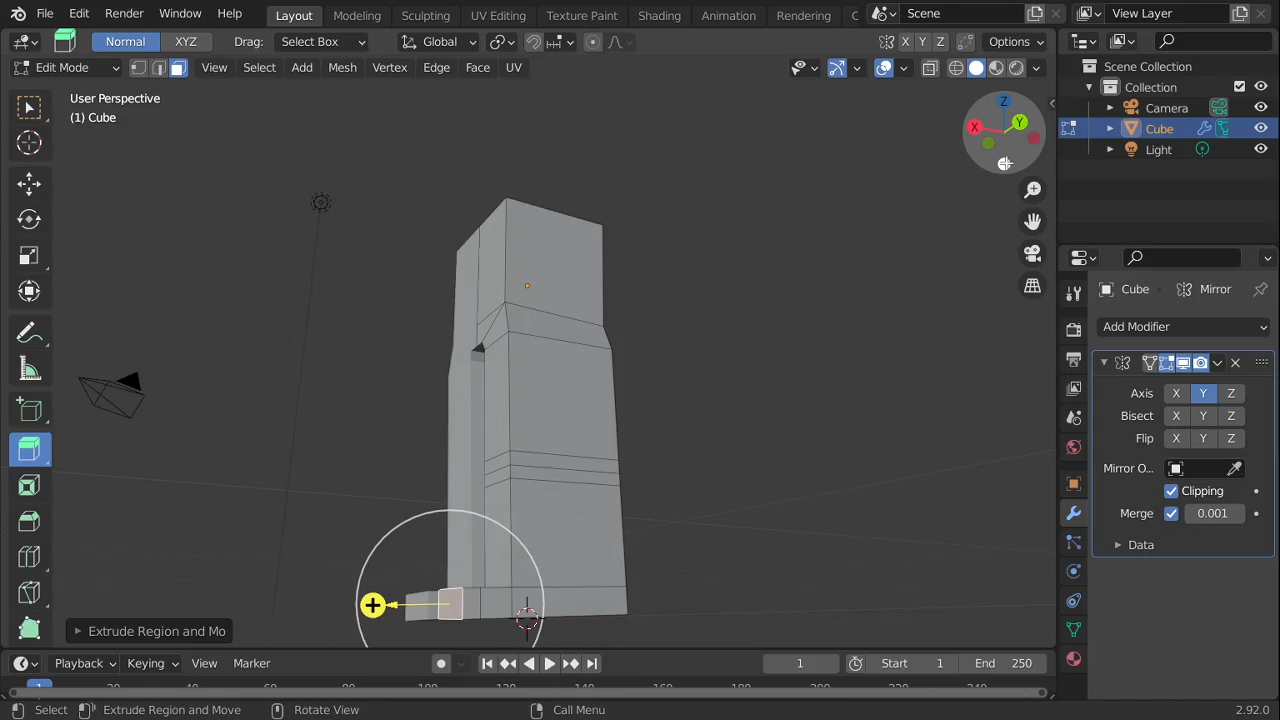 File Edit Render Window Help Layout Modeling Sculpting UV Editing Texture Paint Shading Animation Rendering C Scene View Layer
Normal XYZ Drag: Select Box Global X Y Z Options
Edit Mode View Select Add Mesh Vertex Edge Face UV
User Perspective
(1) Cube
X Y Z
Scene Collection
Collection
Camera
Cube
Light
Cube Mirror
Add Modifier
Axis X Y Z
Bisect X Y Z
Flip X Y Z
Mirror O...
Clipping
Merge 0.001
Data
Extrude Region and Mo
Playback Keying View Marker 1 Start 1 End 250
1
Select Extrude Region and Mo Rotate View Call Menu 2.92.0